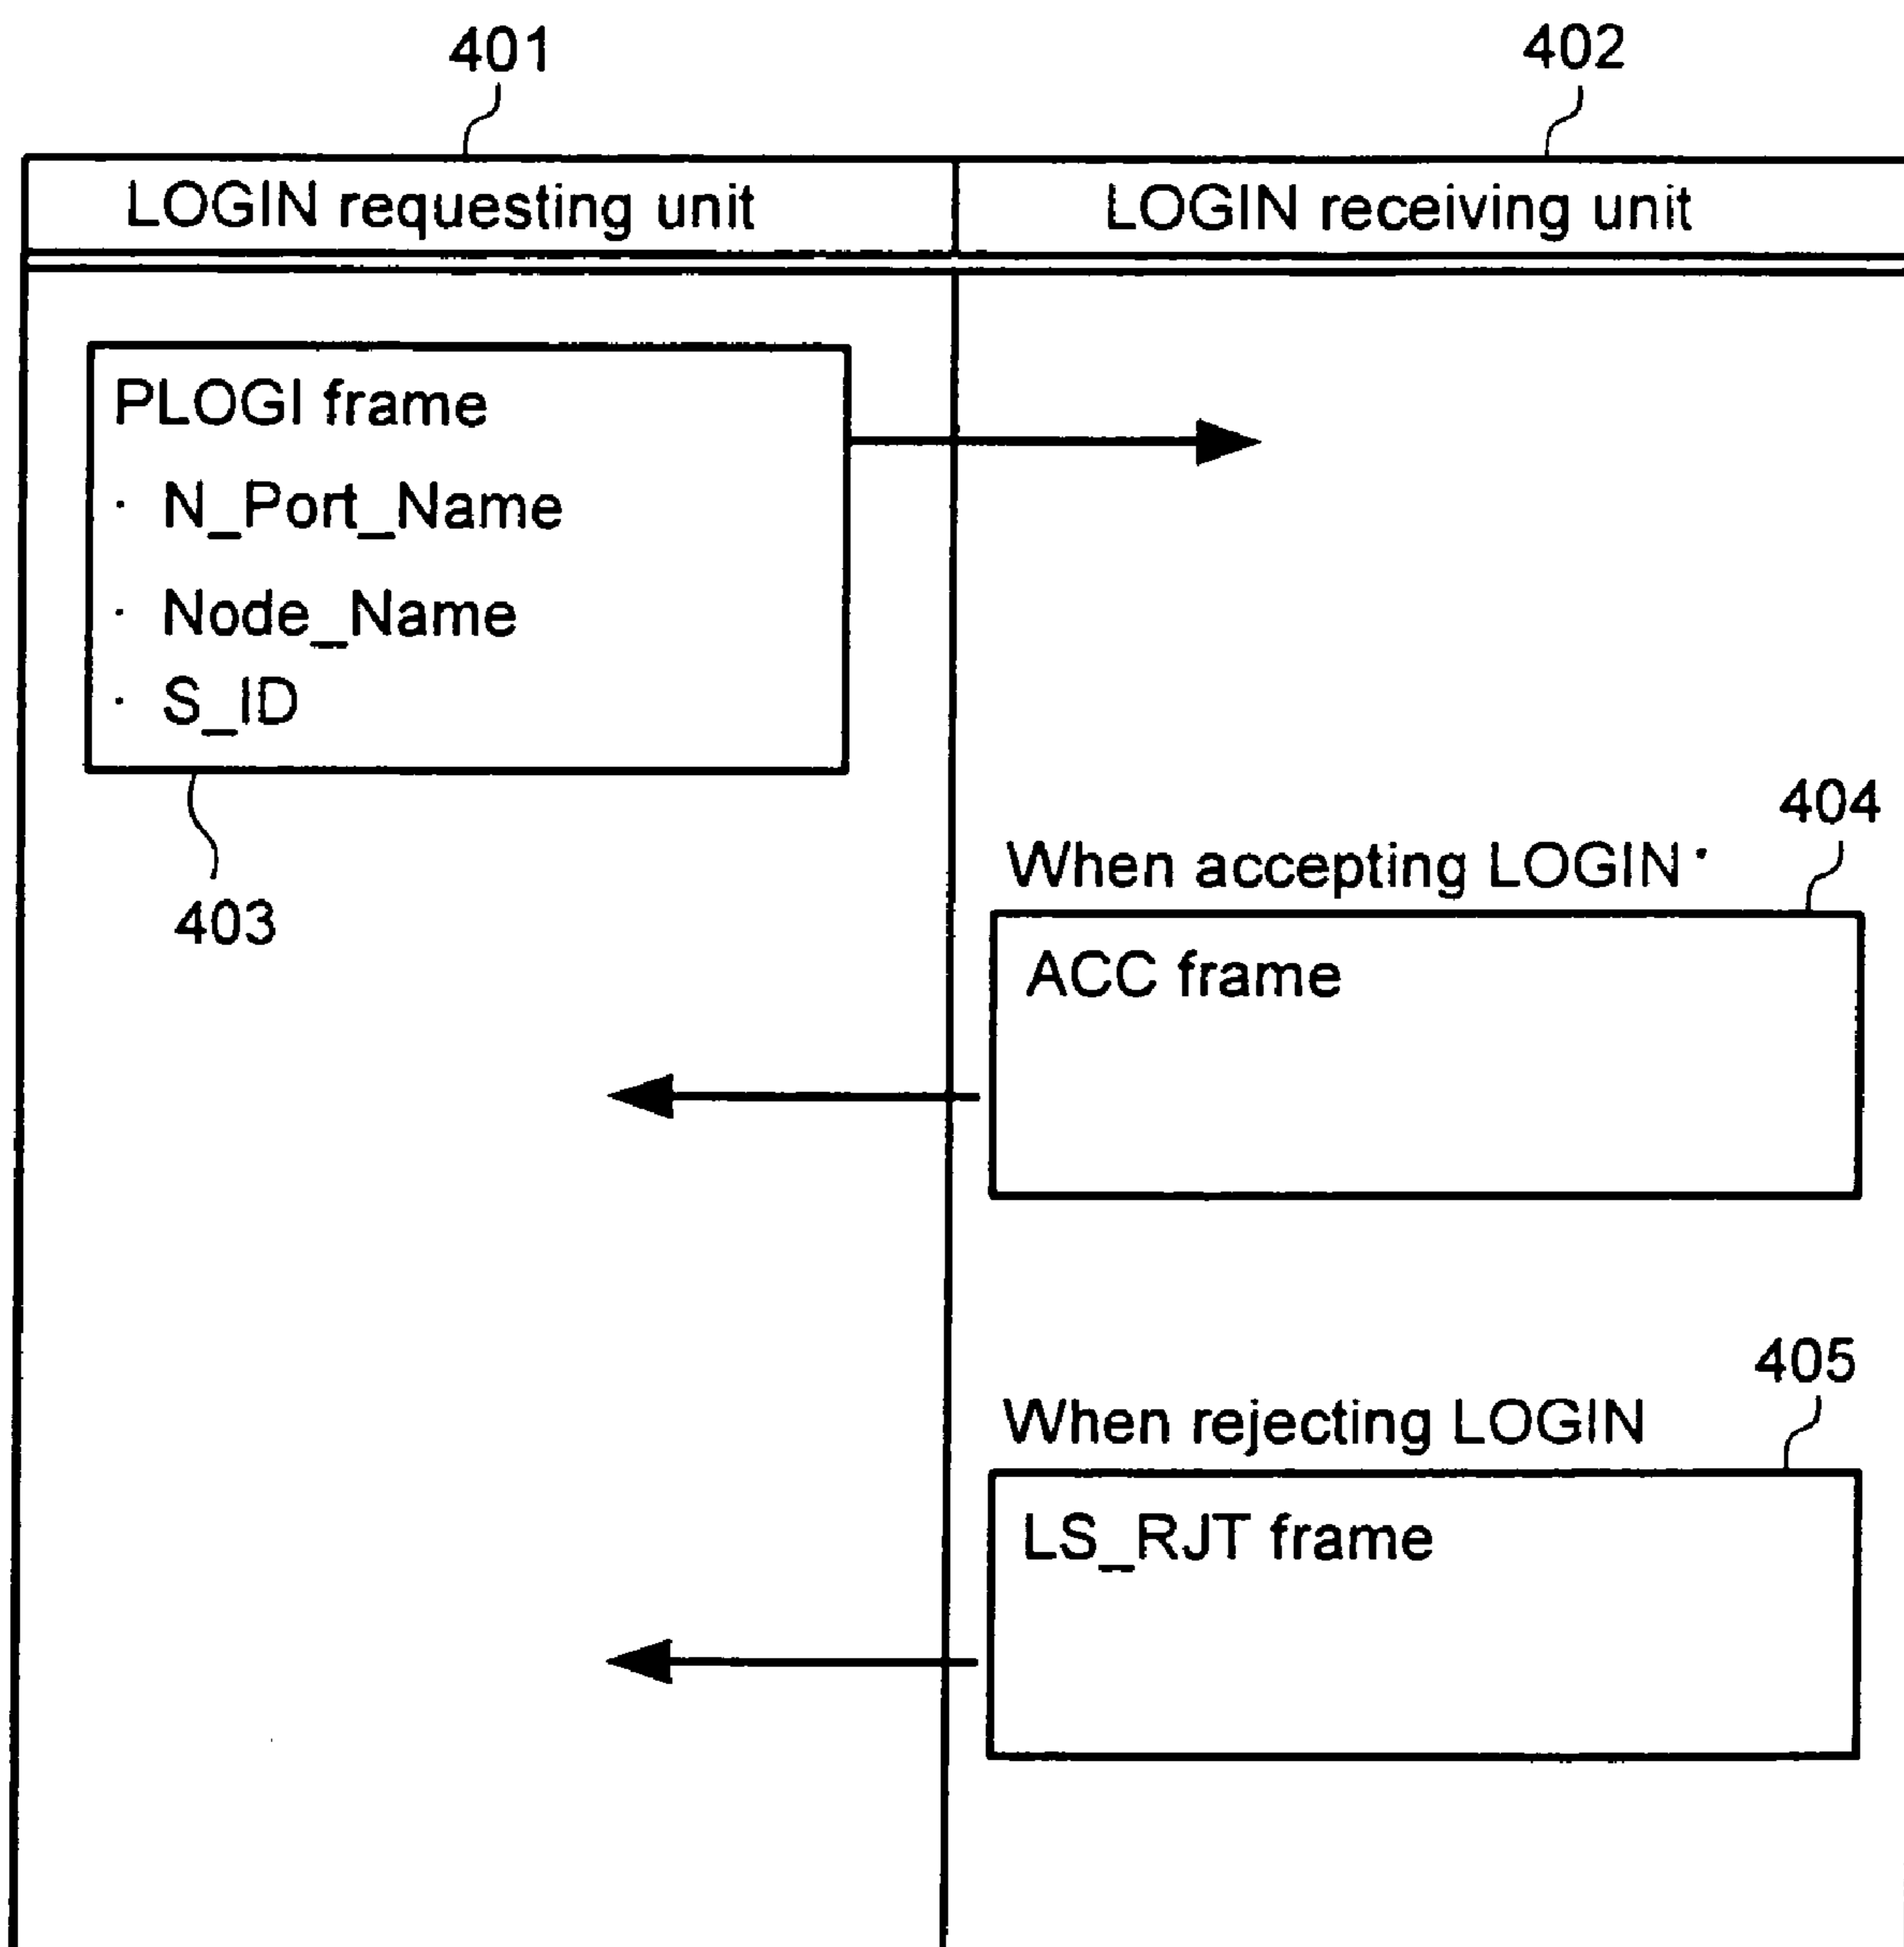 401
402
LOGIN requesting unit
LOGIN receiving unit
PLOGI frame
· N_Port_Name
· Node_Name
· S_ID
403
404
When accepting LOGIN
ACC frame
405
When rejecting LOGIN
LS_RJT frame